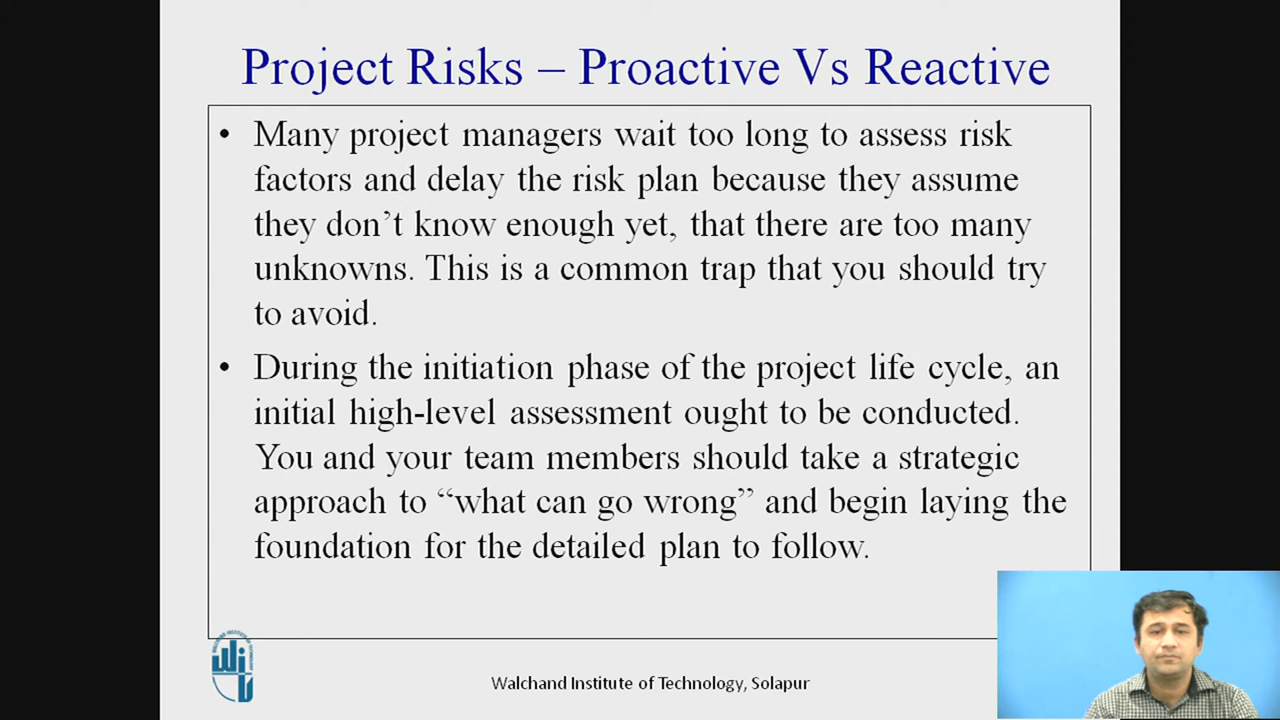 Project Risks – Proactive Vs Reactive
• Many project managers wait too long to assess risk
factors and delay the risk plan because they assume
they don’t know enough yet, that there are too many
unknowns. This is a common trap that you should try
to avoid.
• During the initiation phase of the project life cycle, an
initial high-level assessment ought to be conducted.
You and your team members should take a strategic
approach to “what can go wrong” and begin laying the
foundation for the detailed plan to follow.
Walchand Institute of Technology, Solapur